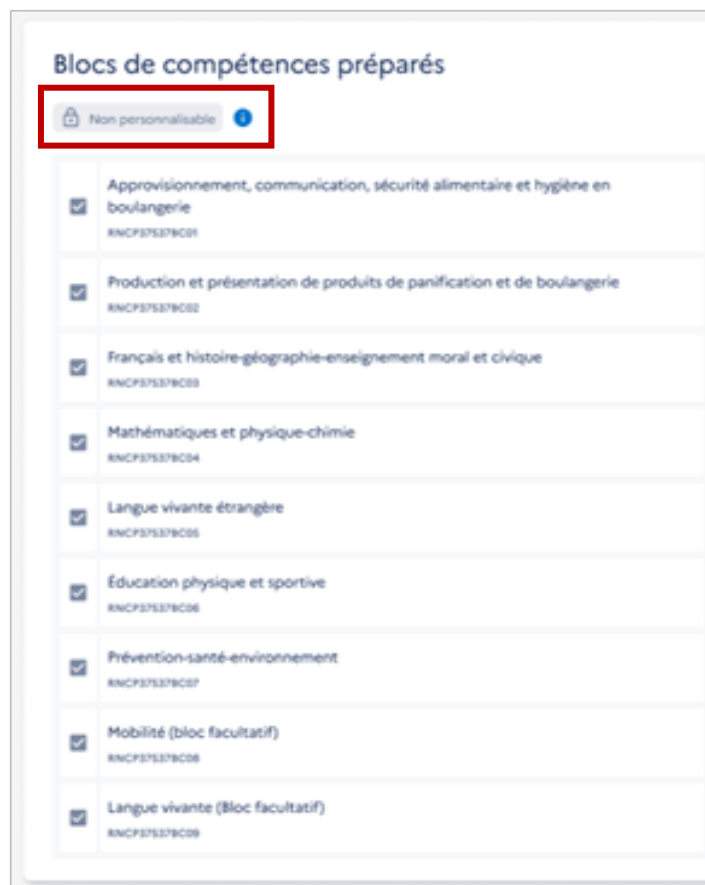 Blocs de compétences préparés
Non personnalisable
Approvisionnement, communication, sécurité alimentaire et hygiène en
boulangerie
RNCP37537BC01
Production et présentation de produits de panification et de boulangerie
RNCP37537BC02
Français et histoire-géographie-enseignement moral et civique
RNCP37537BC03
Mathématiques et physique-chimie
RNCP37537BC04
Langue vivante étrangère
RNCP37537BC05
Éducation physique et sportive
RNCP37537BC06
Prévention-santé-environnement
RNCP37537BC07
Mobilité (bloc facultatif)
RNCP37537BC08
Langue vivante (Bloc facultatif)
RNCP37537BC09